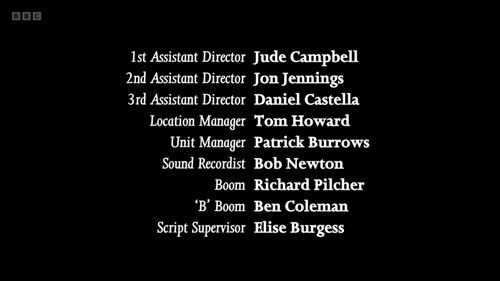 BBC
1st Assistant Director Jude Campbell
2nd Assistant Director Jon Jennings
3rd Assistant Director Daniel Castella
Location Manager Tom Howard
Unit Manager Patrick Burrows
Sound Recordist Bob Newton
Boom Richard Pilcher
‘B’ Boom Ben Coleman
Script Supervisor Elise Burgess